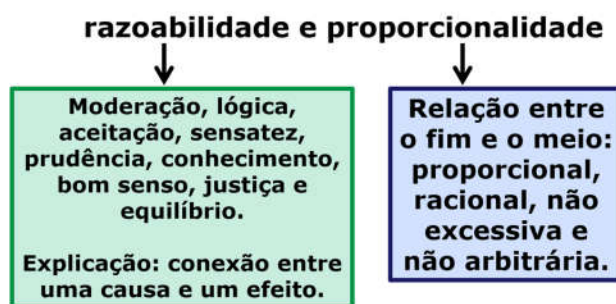 razoabilidade e proporcionalidade
Moderação, lógica,
aceitação, sensatez,
prudência, conhecimento,
bom senso, justiça e
equilíbrio.
Explicação: conexão entre
uma causa e um efeito.
Relação entre
o fim e o meio:
proporcional,
racional, não
excessiva e
não arbitrária.